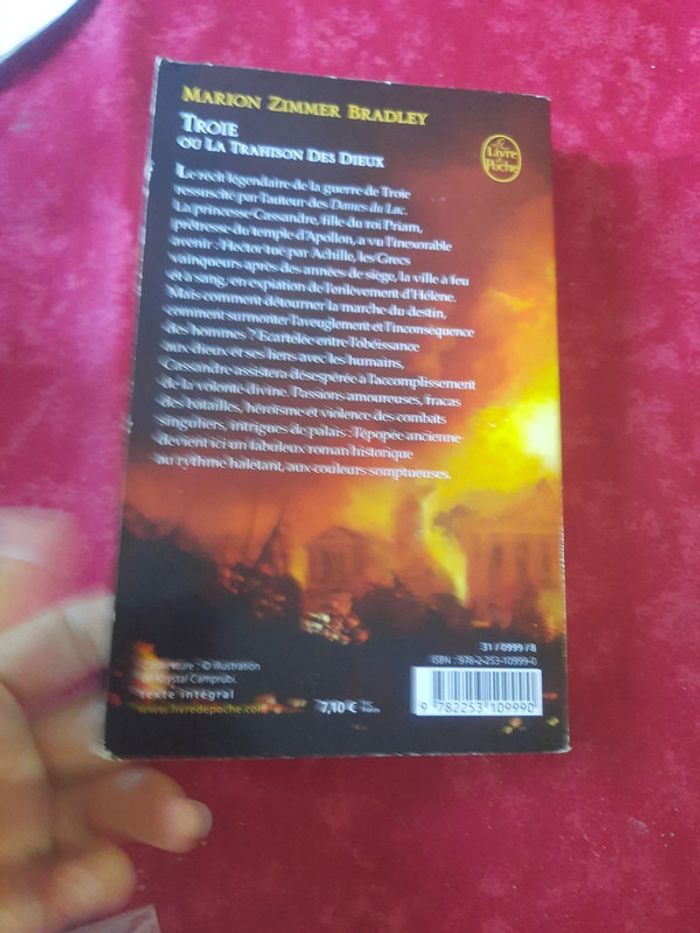 MARION ZIMMER BRADLEY
TROIE
OU LA TRAHISON DES DIEUX
Le Livre de Poche
Le récit légendaire de la guerre de Troie
ressuscité par l'auteur des Dames du Lac.
La princesse Cassandre, fille du roi Priam,
prêtresse du temple d'Apollon, a vu l'inexorable
avenir : Hector tué par Achille, les Grecs
vainqueurs après des années de siège, la ville à feu
et à sang, en expiation de l'enlèvement d'Hélène.
Mais comment détourner la marche du destin,
comment surmonter l'aveuglement et l'inconséquence
des hommes ? Ecartelée entre l'obéissance
aux dieux et ses liens avec les humains,
Cassandre assistera désespérée à l'accomplissement
de la volonté divine. Passions amoureuses, fracas
des batailles, héroïsme et violence des combats
singuliers, intrigues de palais : l'épopée ancienne
devient ici un fabuleux roman historique
au rythme haletant, aux couleurs somptueuses.
31 / 0999 / 8
ISBN : 978-2-253-10999-0
Couverture : © illustration
de Krystal Camprubi.
texte intégral
www.livredepoche.com
7,10 € TTC
France
9 782253 109990